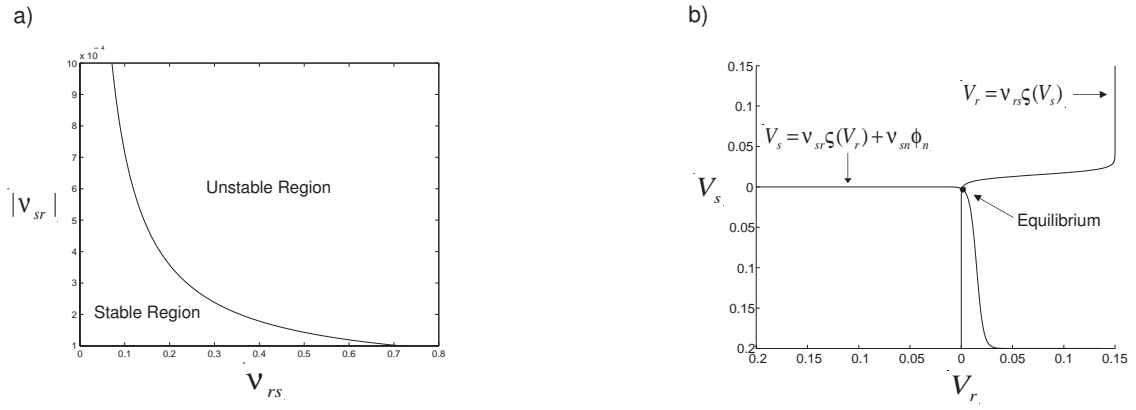 a)
x 10⁻⁴
10
9
8
7
6
5
4
3
2
1
|ν_sr|
Unstable Region
Stable Region
0 0.1 0.2 0.3 0.4 0.5 0.6 0.7 0.8
ν_rs
b)
0.15
0.1
0.05
0
0.05
0.1
0.15
0.2
V_s
V_r = ν_rs ς(V_s)
V_s = ν_sr ς(V_r) + ν_sn ϕ_n
Equilibrium
0.2 0.15 0.1 0.05 0 0.05 0.1 0.15
V_r